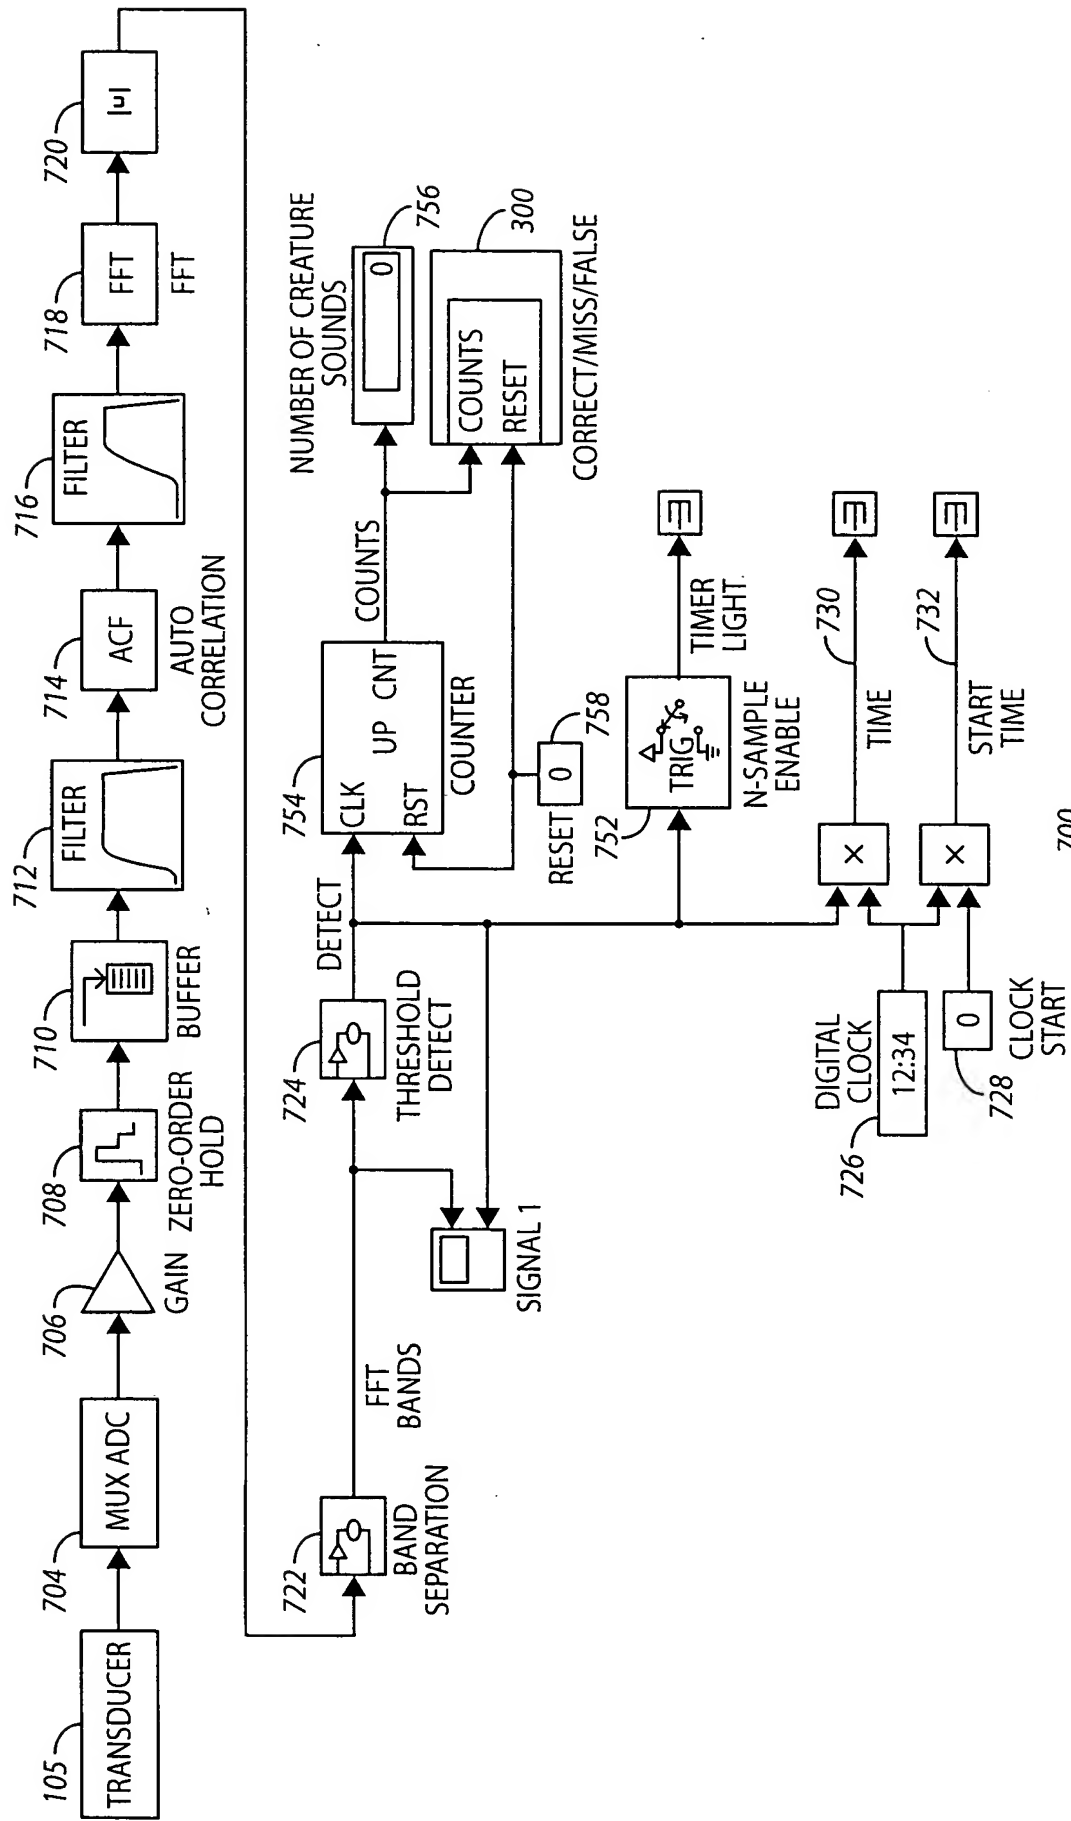 105
TRANSDUCER
704
MUX ADC
706
GAIN
708
ZERO-ORDER
HOLD
710
BUFFER
712
FILTER
714
ACF
AUTO
CORRELATION
716
FILTER
718
FFT
FFT
720
|u|
722
BAND
SEPARATION
FFT
BANDS
SIGNAL 1
724
THRESHOLD
DETECT
DETECT
754
CLK
UP CNT
RST
COUNTER
COUNTS
NUMBER OF CREATURE
SOUNDS
0
756
300
COUNTS
RESET
CORRECT/MISS/FALSE
RESET
0
758
752
TRIG
N-SAMPLE
ENABLE
TIMER
LIGHT
DIGITAL
CLOCK
726
12:34
728
0
CLOCK
START
X
X
TIME
730
START
TIME
732
700